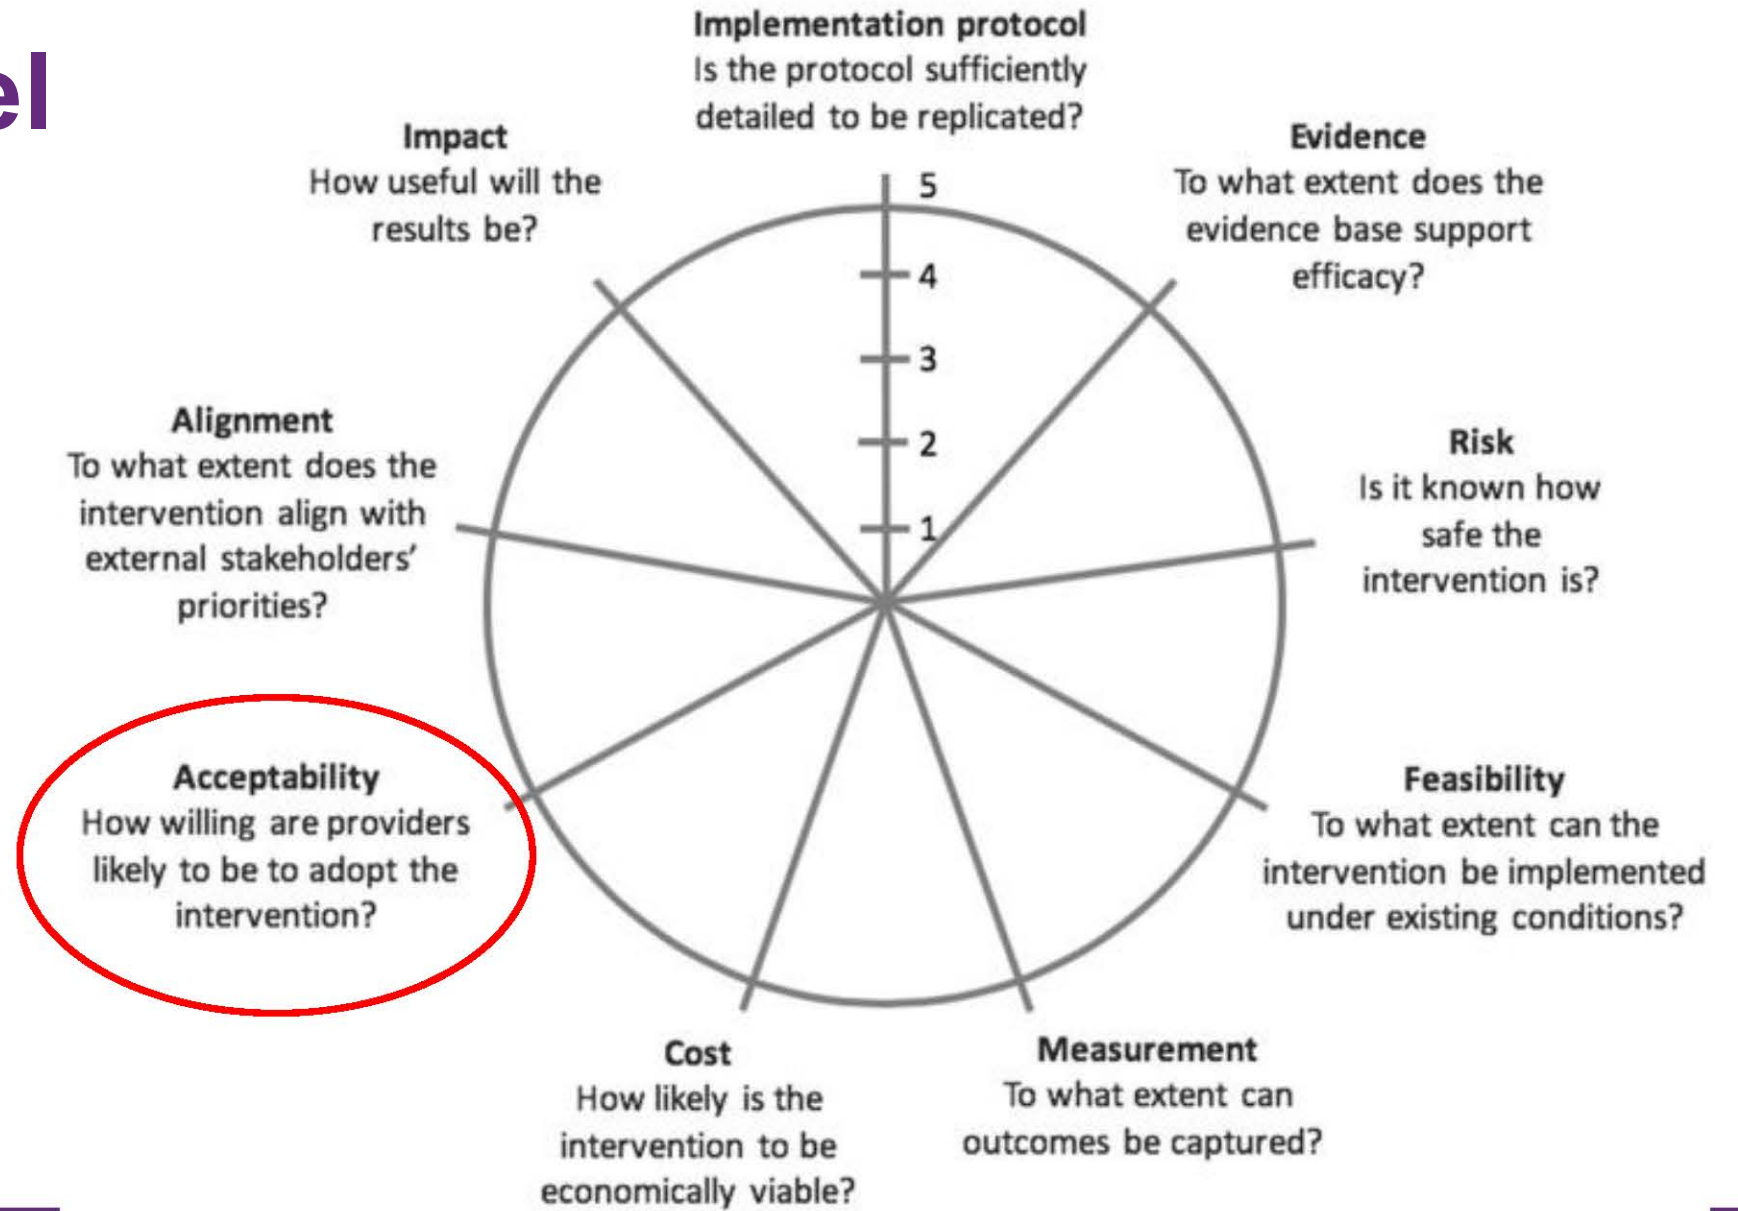 el
Implementation protocol
Is the protocol sufficiently
detailed to be replicated?
Impact
How useful will the
results be?
Evidence
To what extent does the
evidence base support
efficacy?
5
4
3
2
1
Alignment
To what extent does the
intervention align with
external stakeholders’
priorities?
Risk
Is it known how
safe the
intervention is?
Acceptability
How willing are providers
likely to be to adopt the
intervention?
Feasibility
To what extent can the
intervention be implemented
under existing conditions?
Cost
How likely is the
intervention to be
economically viable?
Measurement
To what extent can
outcomes be captured?